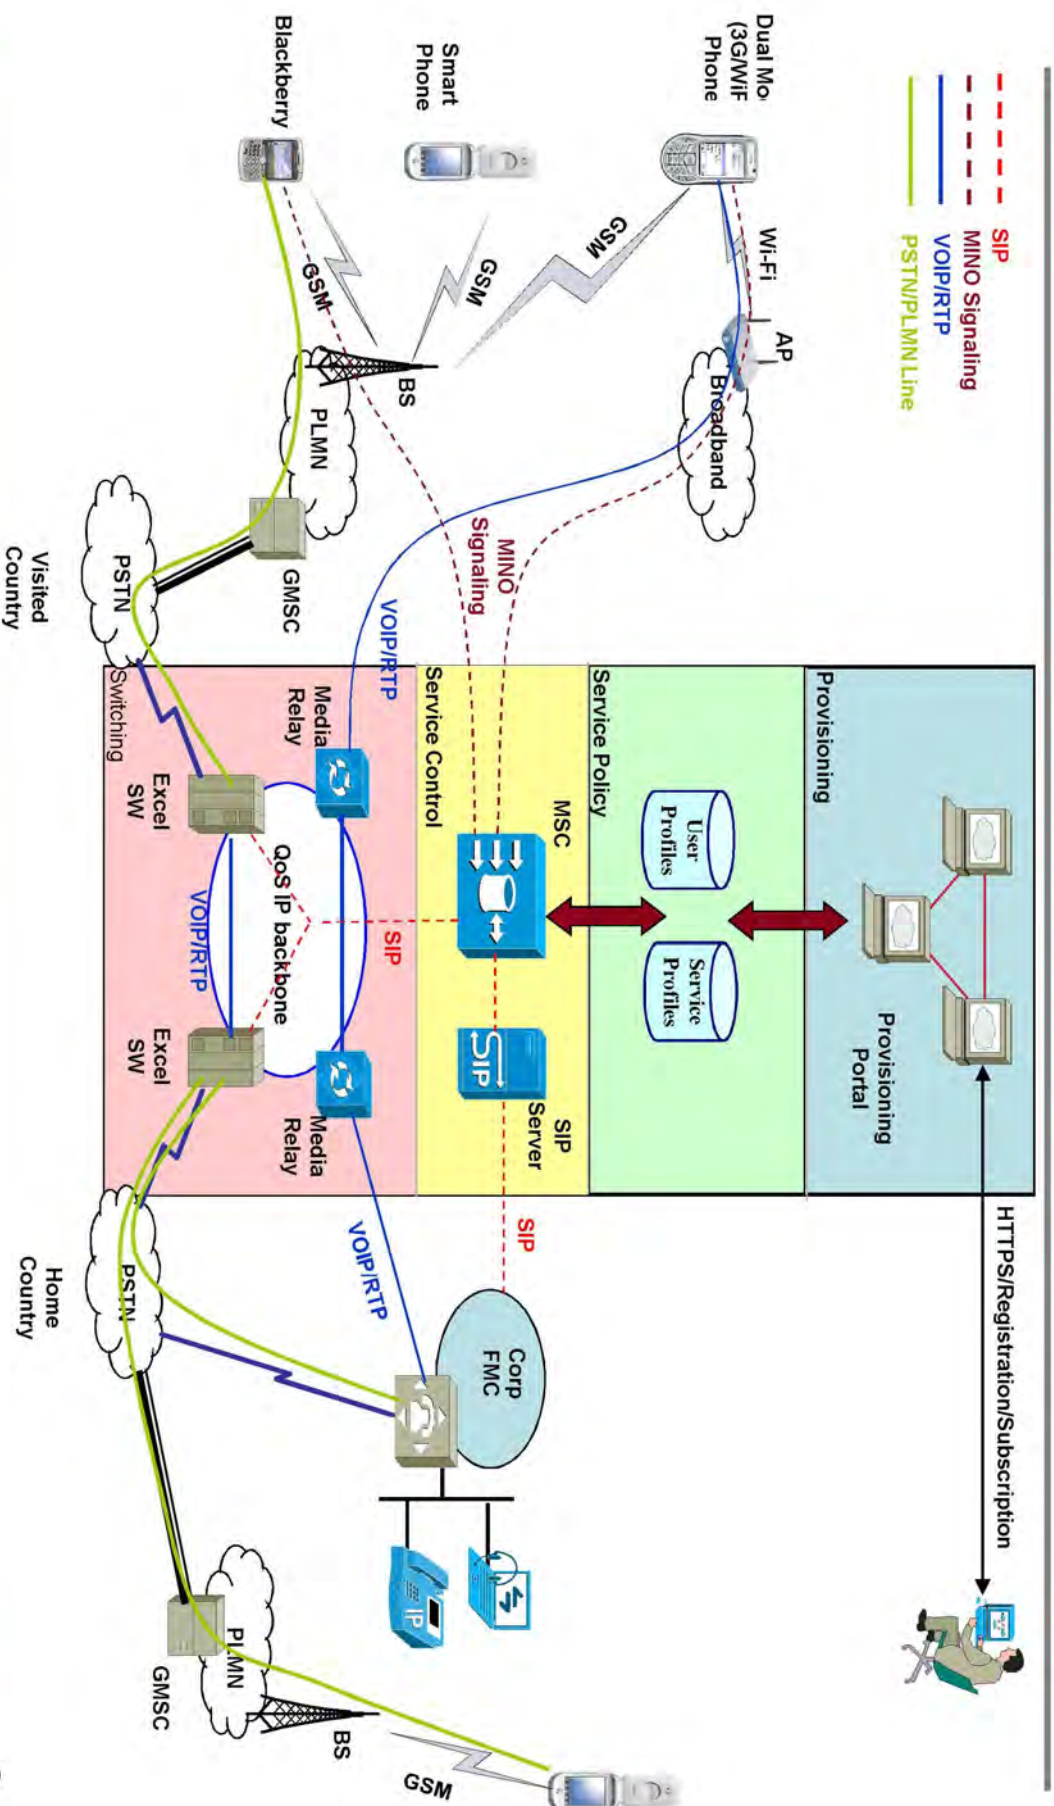 SIP
MINO Signaling
VOIP/RTP
PSTN/PLMN Line
Dual Mo
(3G/WiF
Phone
Smart
Phone
Blackberry
Wi-Fi
AP
Broadband
GSM
GSM
GSM
BS
PLMN
GMSC
PSTN
Visited
Country
MINO
Signaling
VOIP/RTP
Provisioning
Provisioning
Portal
HTTPS/Registration/Subscription
Service Policy
User
Profiles
Service
Profiles
Service Control
MSC
SIP
Server
SIP
SIP
SIP
Switching
Media
Relay
Media
Relay
QoS IP backbone
VOIP/RTP
Excel
SW
Excel
SW
VOIP/RTP
Corp
FMC
IP
PSTN
Home
Country
PLMN
GMSC
BS
GSM